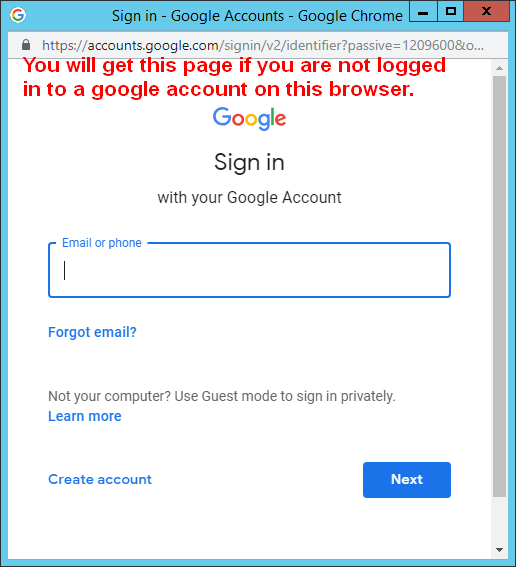 Sign in - Google Accounts - Google Chrome
https://accounts.google.com/signin/v2/identifier?passive=1209600&o...
You will get this page if you are not logged
in to a google account on this browser.
Google
Sign in
with your Google Account
Email or phone
Forgot email?
Not your computer? Use Guest mode to sign in privately.
Learn more
Create account
Next